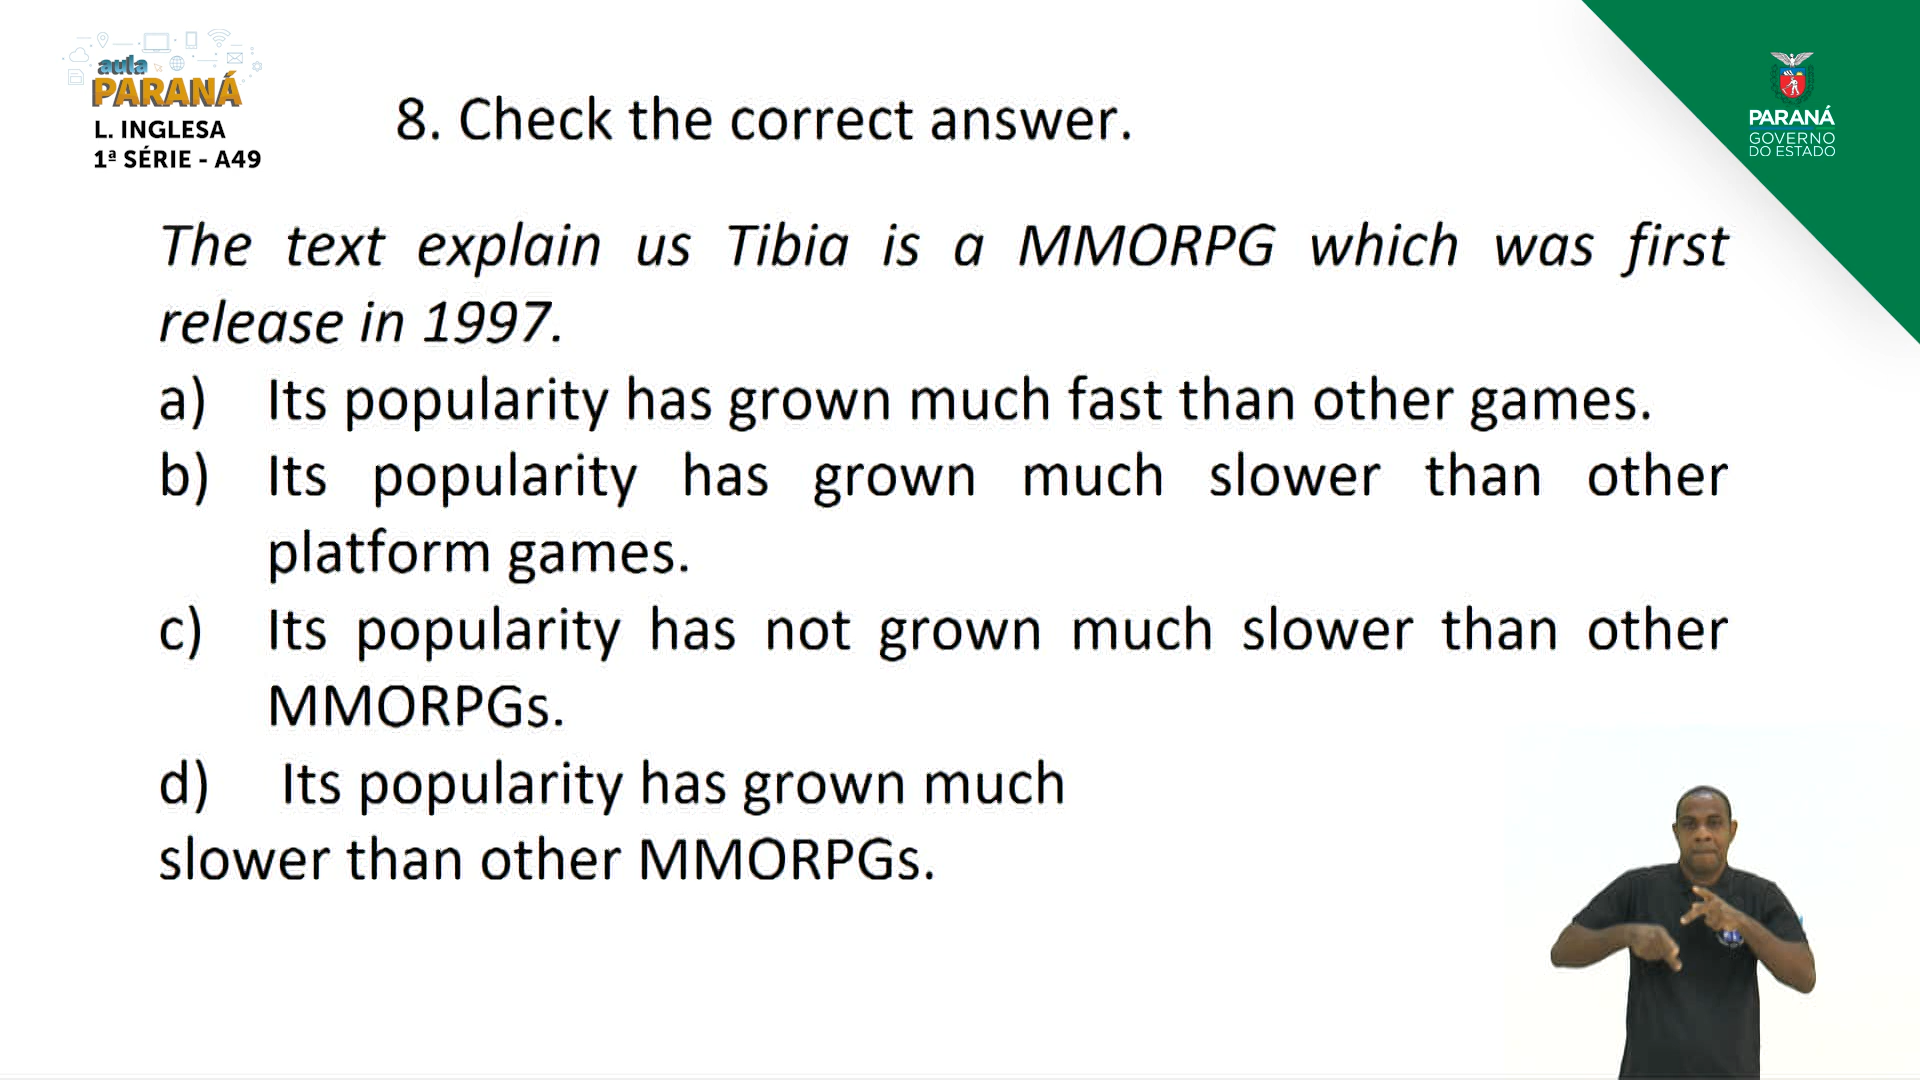 aula
PARANÁ
L. INGLESA
1ª SÉRIE - A49
8. Check the correct answer.
PARANÁ
GOVERNO
DO ESTADO
The text explain us Tibia is a MMORPG which was first
release in 1997.
a) Its popularity has grown much fast than other games.
b) Its popularity has grown much slower than other
platform games.
c) Its popularity has not grown much slower than other
MMORPGs.
d) Its popularity has grown much
slower than other MMORPGs.